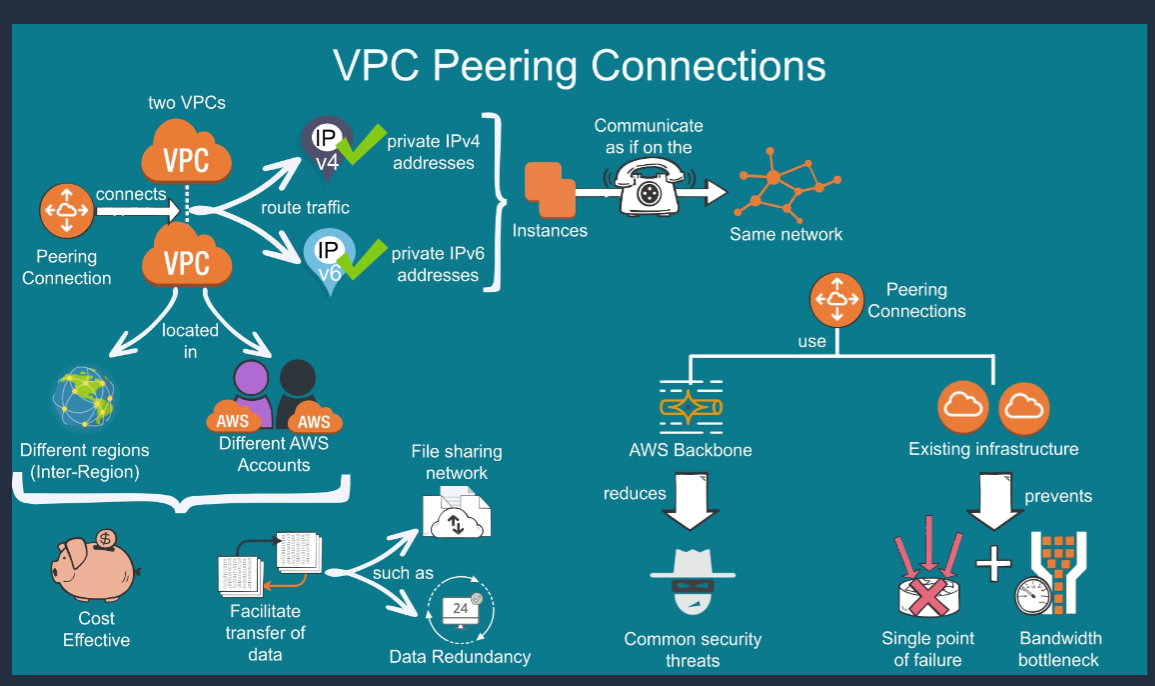 VPC Peering Connections
two VPCs
VPC
connects
Peering
Connection
VPC
route traffic
IP
v4
private IPv4
addresses
IP
v6
private IPv6
addresses
Instances
Communicate
as if on the
Same network
located
in
Different regions
(Inter-Region)
AWS
AWS
Different AWS
Accounts
$
Cost
Effective
Facilitate
transfer of
data
such as
File sharing
network
24
Data Redundancy
Peering
Connections
use
AWS Backbone
reduces
Common security
threats
Existing infrastructure
prevents
Single point
of failure
Bandwidth
bottleneck